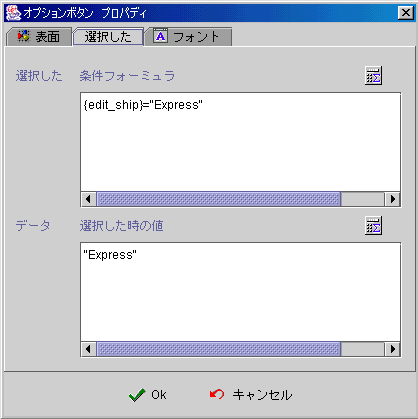 オプションボタン プロパディ
表面 選択した フォント
選択した 条件フォーミュラ
{edit_ship}="Express"
データ 選択した時の値
"Express"
Ok キャンセル